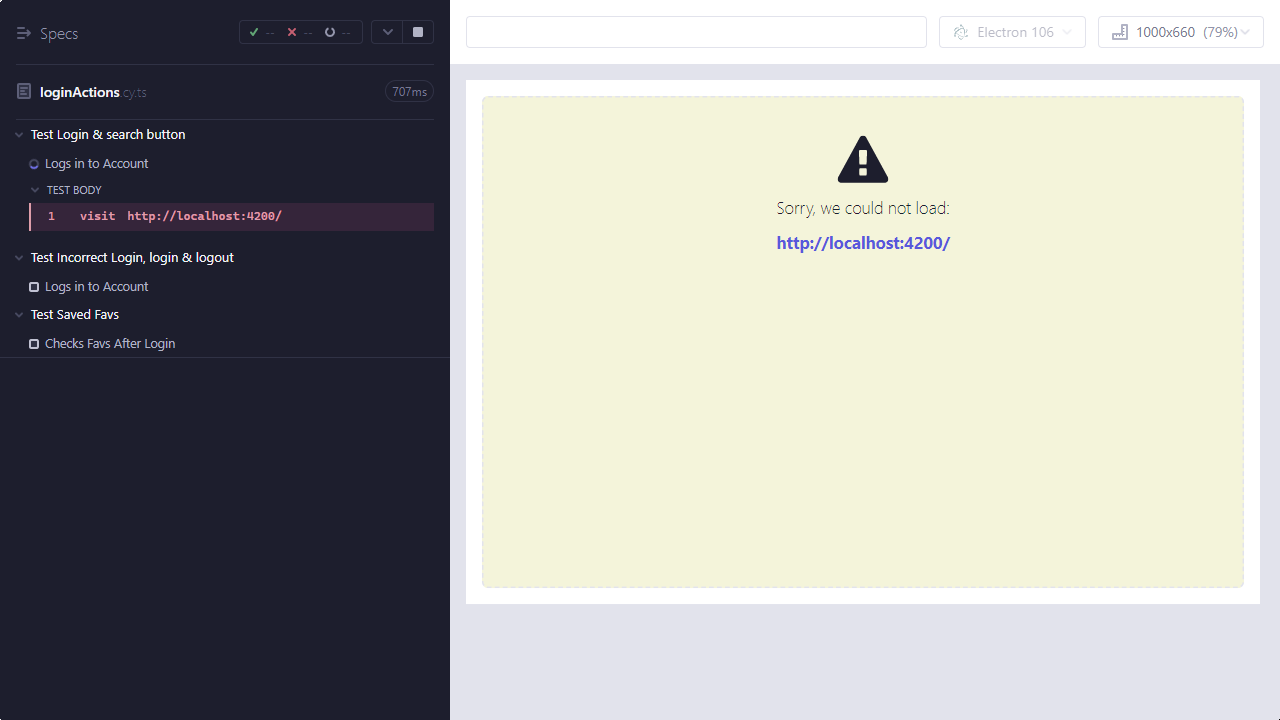 Specs
-- -- --
loginActions.cy.ts
707ms
Test Login & search button
Logs in to Account
TEST BODY
1 visit http://localhost:4200/
Test Incorrect Login, login & logout
Logs in to Account
Test Saved Favs
Checks Favs After Login
Electron 106
1000x660 (79%)
Sorry, we could not load:
http://localhost:4200/